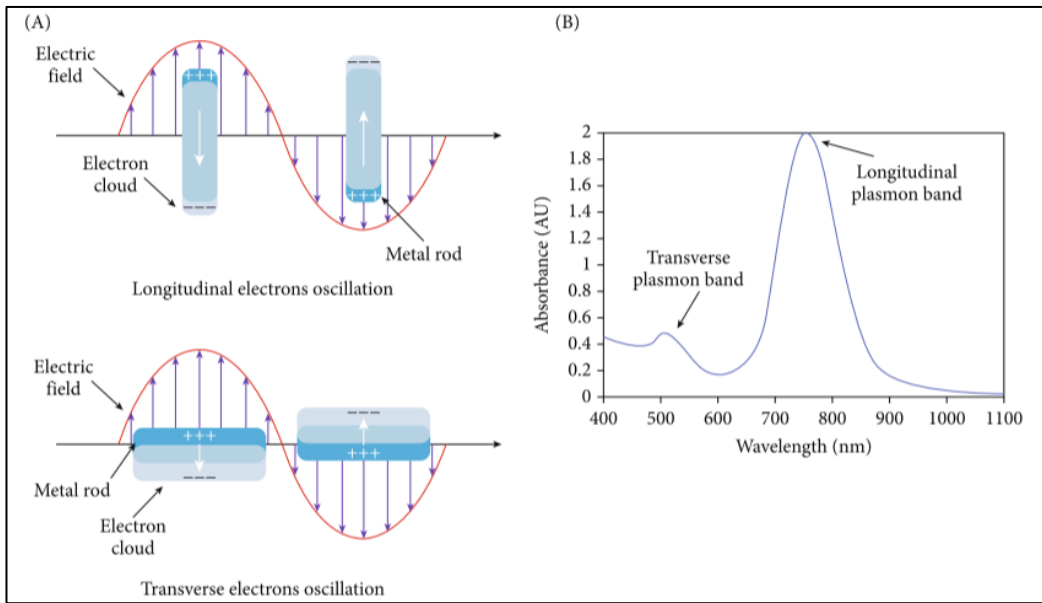 (A)
Electric
field
+++
−−−
Electron
cloud
−−−
+++
Metal rod
Longitudinal electrons oscillation
Electric
field
+++
−−−
Metal rod
Electron
cloud
−−−
+++
Transverse electrons oscillation
(B)
Absorbance (AU)
2
1.8
1.6
1.4
1.2
1
0.8
0.6
0.4
0.2
0
Longitudinal
plasmon band
Transverse
plasmon band
400 500 600 700 800 900 1000 1100
Wavelength (nm)